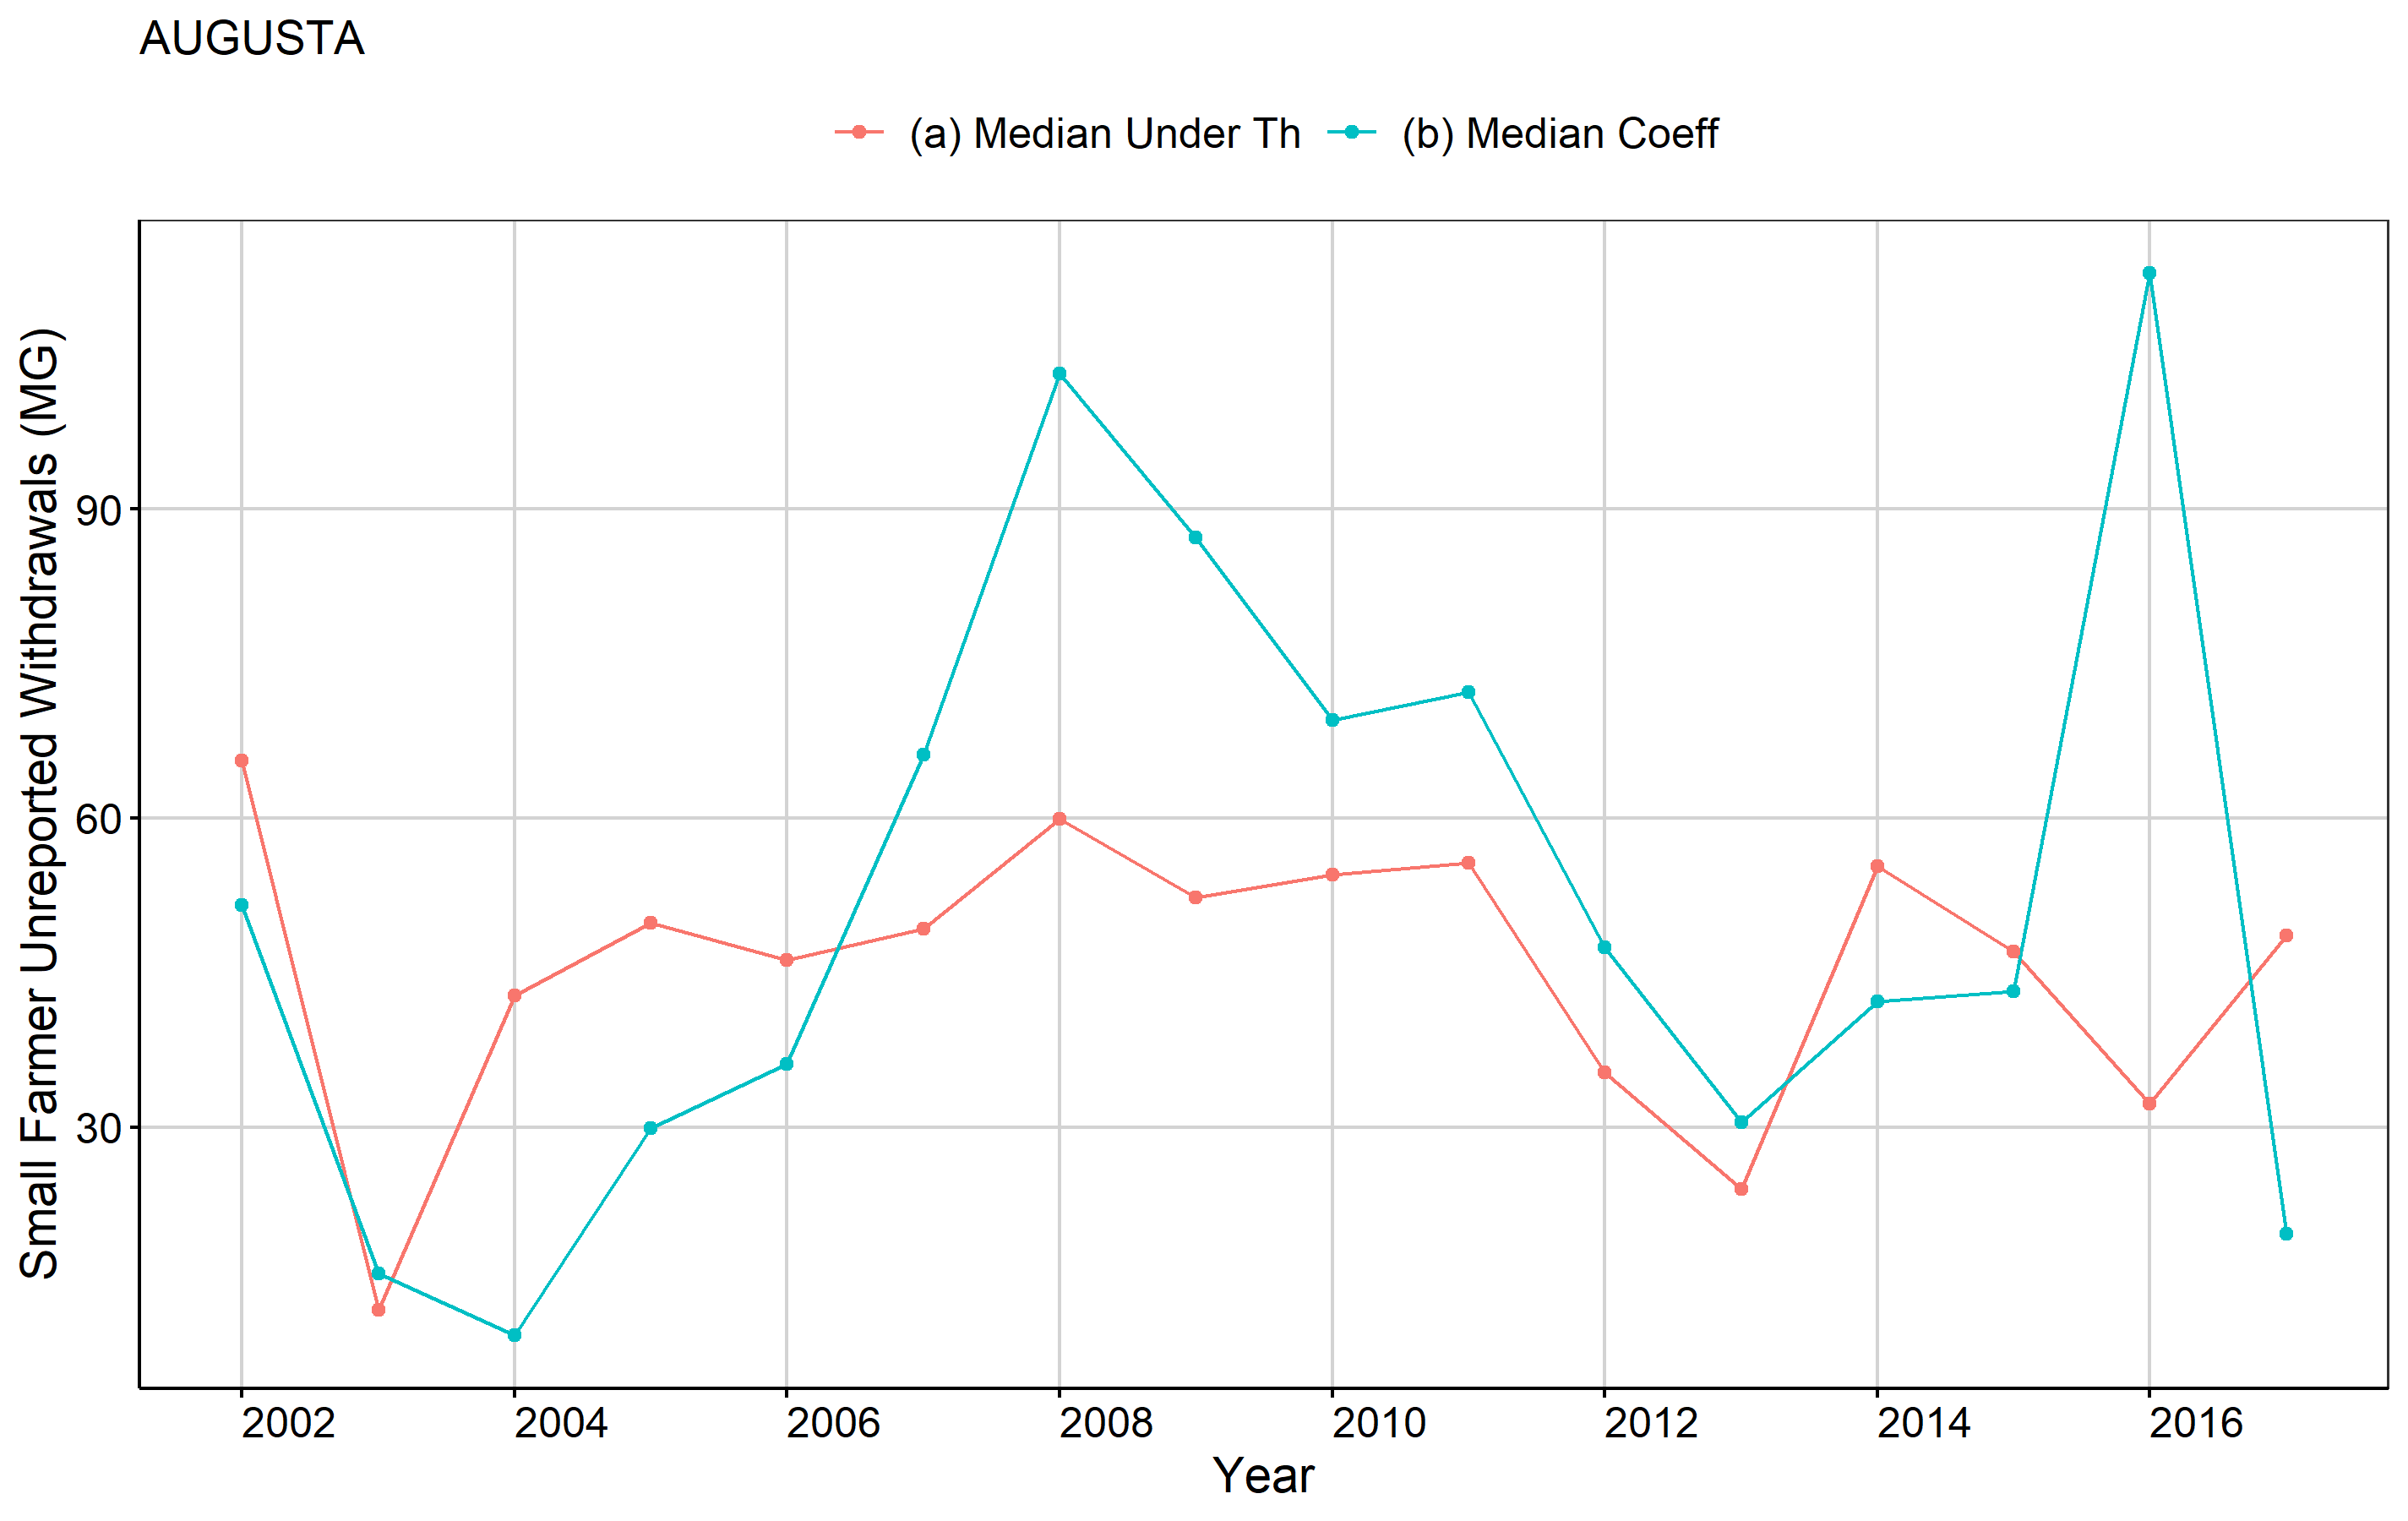 AUGUSTA
(a) Median Under Th (b) Median Coeff
Small Farmer Unreported Withdrawals (MG)
90
60
30
2002 2004 2006 2008 2010 2012 2014 2016
Year